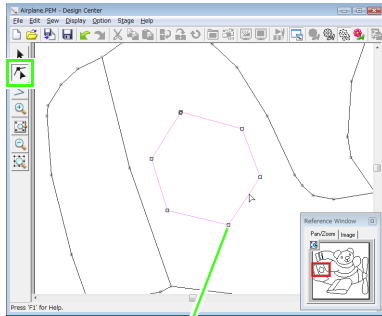 Airplane.PEM - Design Center
File Edit Sew Display Option Stage Help
Reference Window
Pan/Zoom Image
Press 'F1' for Help.